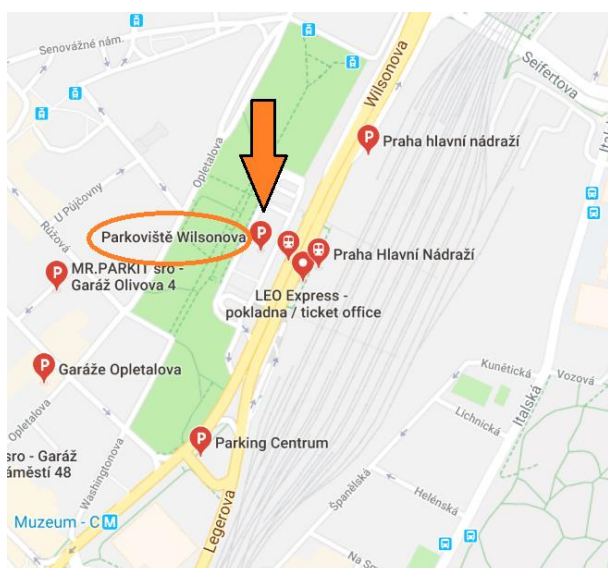 Senovážné nám.
Wilsonova
Seifertova
P
Praha hlavní nádraží
Opletalova
U Půjčovny
Růžová
Parkoviště Wilsonova
P
Praha Hlavní Nádraží
P
MR.PARKIT sro -
Garáž Olivova 4
LEO Express -
pokladna / ticket office
P
Garáže Opletalova
Kunětická
Vozová
Italská
Lichnická
Opletalova
Washingtonova
P
Parking Centrum
sro - Garáž
áměstí 48
Španělská
Helénská
Muzeum - C M
Legerova